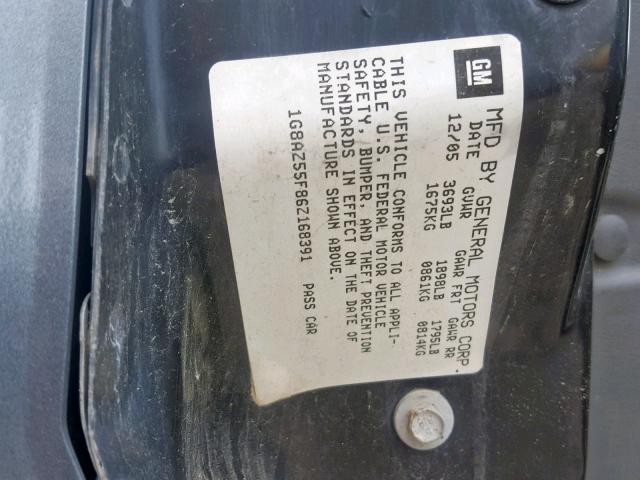 GM
MFD BY GENERAL MOTORS CORP.
DATE GVWR GAWR FRT GAWR RR
12/05 3693LB 1898LB 1795LB
1675KG 0861KG 0814KG
THIS VEHICLE CONFORMS TO ALL APPLI-
CABLE U.S. FEDERAL MOTOR VEHICLE
SAFETY, BUMPER, AND THEFT PREVENTION
STANDARDS IN EFFECT ON THE DATE OF
MANUFACTURE SHOWN ABOVE.
1G8AZ55F86Z168391 PASS CAR